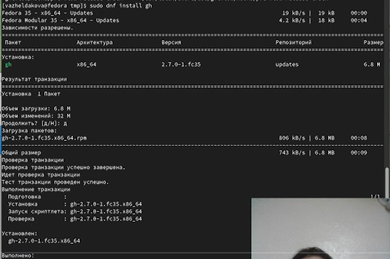 [vazheldakava@fedora tmp]$ sudo dnf install gh
Fedora 35 - x86_64 - Updates 19 kB/s | 19 kB 00:00
Fedora Modular 35 - x86_64 - Updates 4.2 kB/s | 18 kB 00:04
Зависимости разрешены.
Пакет Архитектура Версия Репозиторий Размер
Установка:
gh x86_64 2.7.0-1.fc35 updates 6.8 M
Результат транзакции
Установка 1 Пакет
Объем загрузки: 6.8 M
Объем изменений: 32 M
Продолжить? [д/Н]: д
Загрузка пакетов:
gh-2.7.0-1.fc35.x86_64.rpm 806 kB/s | 6.8 MB 00:08
Общий размер 743 kB/s | 6.8 MB 00:09
Проверка транзакции
Проверка транзакции успешно завершена.
Идет проверка транзакции
Тест транзакции проведен успешно.
Выполнение транзакции
Подготовка : 1/1
Установка : gh-2.7.0-1.fc35.x86_64
Запуск скриптлета: gh-2.7.0-1.fc35.x86_64
Проверка : gh-2.7.0-1.fc35.x86_64
Установлен:
gh-2.7.0-1.fc35.x86_64
Выполнено!